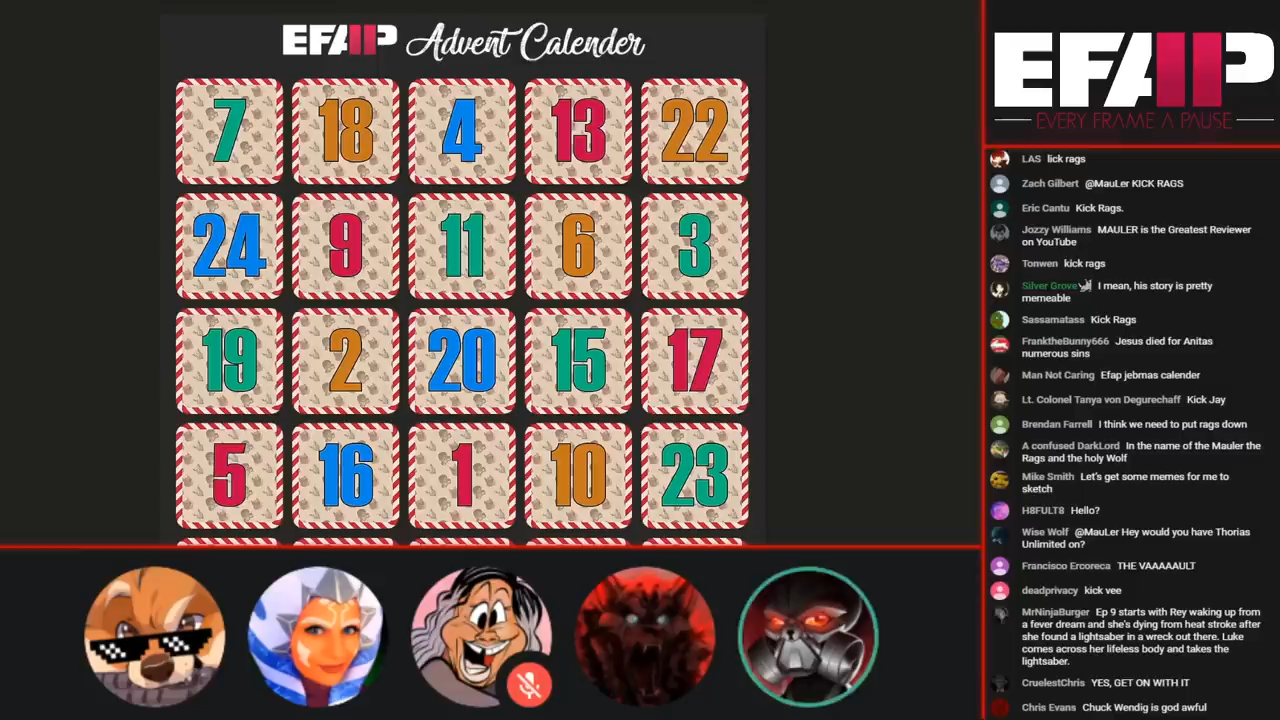 EFAP Advent Calender
7 18 4 13 22
24 9 11 6 3
19 2 20 15 17
5 16 1 10 23
EFAP
EVERY FRAME A PAUSE
LAS lick rags
Zach Gilbert @MauLer KICK RAGS
Eric Cantu Kick Rags.
Jozzy Williams MAULER is the Greatest Reviewer
on YouTube
Tonwen kick rags
Silver Grove I mean, his story is pretty
memeable
Sassamatass Kick Rags
FranktheBunny666 Jesus died for Anitas
numerous sins
Man Not Caring Efap jebmas calender
Lt. Colonel Tanya von Degurechaff Kick Jay
Brendan Farrell I think we need to put rags down
A confused DarkLord In the name of the Mauler the
Rags and the holy Wolf
Mike Smith Let's get some memes for me to
sketch
H8FULT8 Hello?
Wise Wolf @MauLer Hey would you have Thorias
Unlimited on?
Francisco Ercoreca THE VAAAAAULT
deadprivacy kick vee
MrNinjaBurger Ep 9 starts with Rey waking up from
a fever dream and she's dying from heat stroke after
she found a lightsaber in a wreck out there. Luke
comes across her lifeless body and takes the
lightsaber.
CruelestChris YES, GET ON WITH IT
Chris Evans Chuck Wendig is god awful